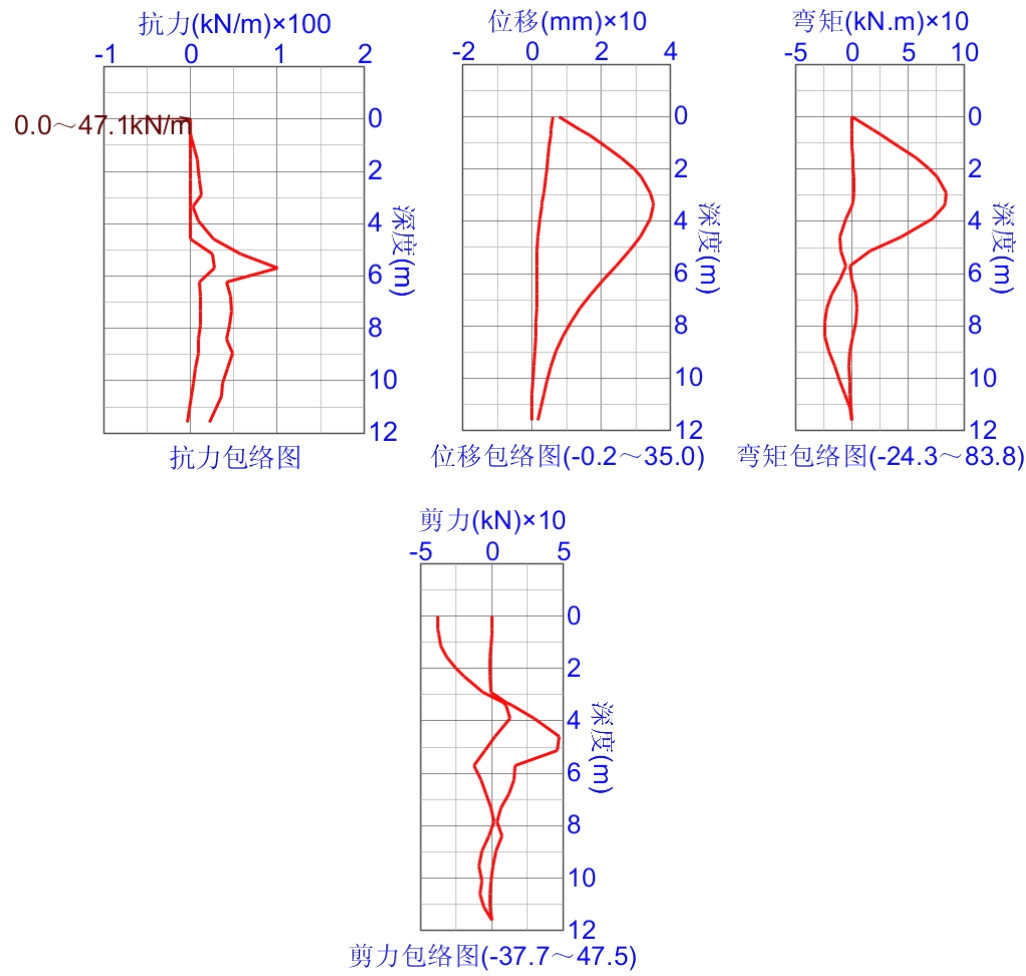 抗力(kN/m)×100
-1 0 1 2
0.0～47.1kN/m
0
2
4
6
8
10
12
深度(m)
抗力包络图
位移(mm)×10
-2 0 2 4
0
2
4
6
8
10
12
深度(m)
位移包络图(-0.2～35.0)
弯矩(kN.m)×10
-5 0 5 10
0
2
4
6
8
10
12
深度(m)
弯矩包络图(-24.3～83.8)
剪力(kN)×10
-5 0 5
0
2
4
6
8
10
12
深度(m)
剪力包络图(-37.7～47.5)